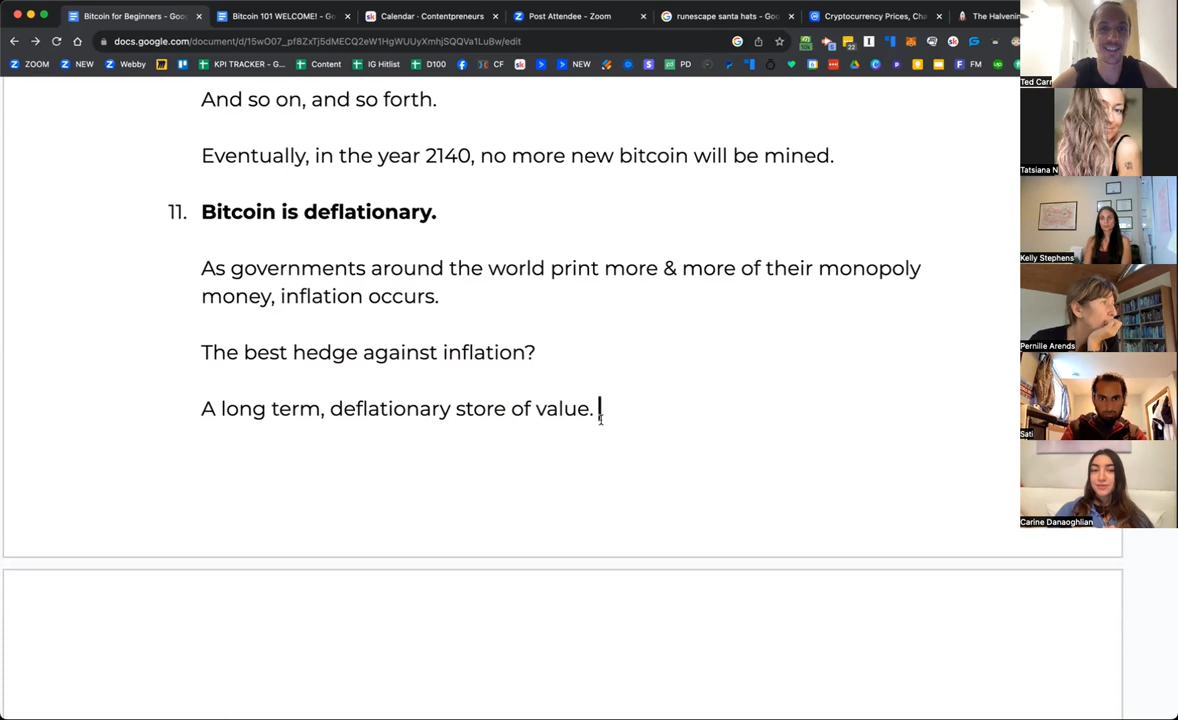 Bitcoin for Beginners - Goo
Bitcoin 101 WELCOME! - Go
Calendar · Contentpreneurs
Post Attendee - Zoom
runescape santa hats - Goo
Cryptocurrency Prices, Cha
The Halvenin
docs.google.com/document/d/15wO07_pf8ZxTj5dMECQ2eW1HgWUUyXmhjSQQVa1LuBw/edit
ZOOM
NEW
Webby
KPI TRACKER - G...
Content
IG Hitlist
D100
CF
NEW
PD
FM
And so on, and so forth.
Eventually, in the year 2140, no more new bitcoin will be mined.
11. Bitcoin is deflationary.
As governments around the world print more & more of their monopoly
money, inflation occurs.
The best hedge against inflation?
A long term, deflationary store of value.
Ted Carr
Tatsiana N
Kelly Stephens
Pernille Arends
Sati
Carine Danaoghlian